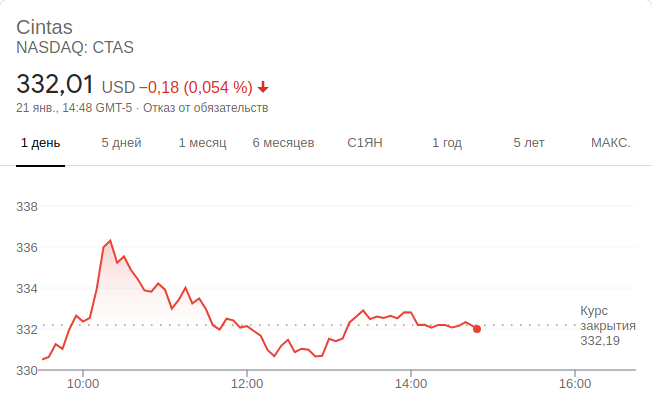 Cintas
NASDAQ: CTAS
332,01 USD −0,18 (0,054 %)
21 янв., 14:48 GMT-5 · Отказ от обязательств
1 день 5 дней 1 месяц 6 месяцев С1ЯН 1 год 5 лет МАКС.
338
336
334
332
330
Курс
закрытия
332,19
10:00 12:00 14:00 16:00